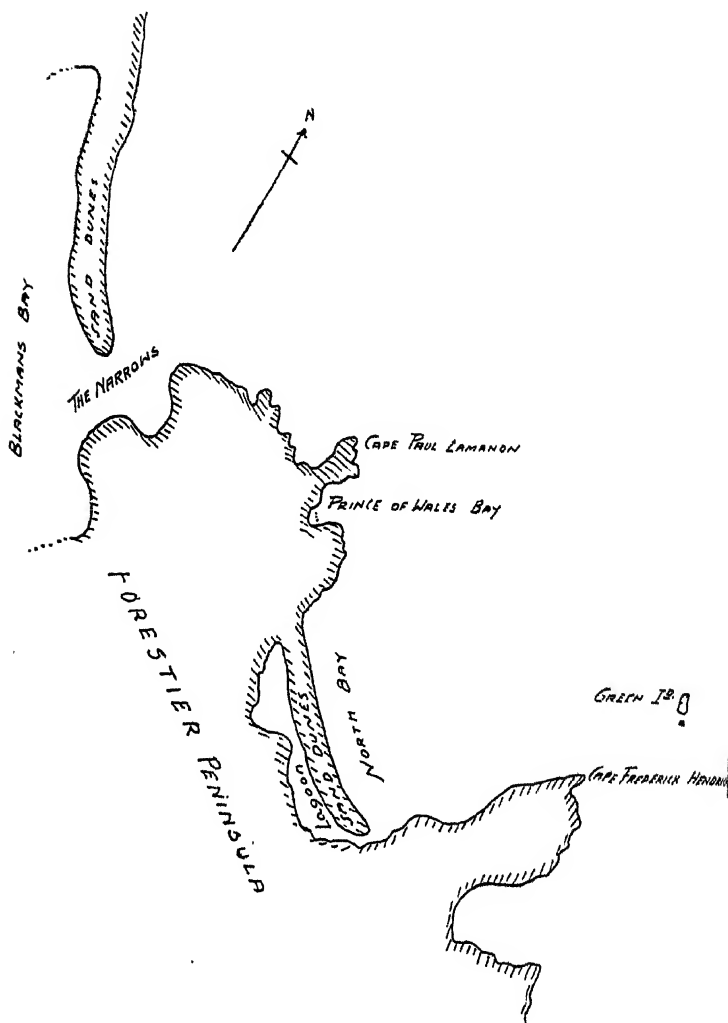 N
SAND DUNES
BLACKMANS BAY
THE NARROWS
CAPE PAUL LAMANON
PRINCE OF WALES BAY
FORESTIER PENINSULA
NORTH BAY
SAND DUNES
Lagoon
GREEN ID.
CAPE FREDERICK HENDRI